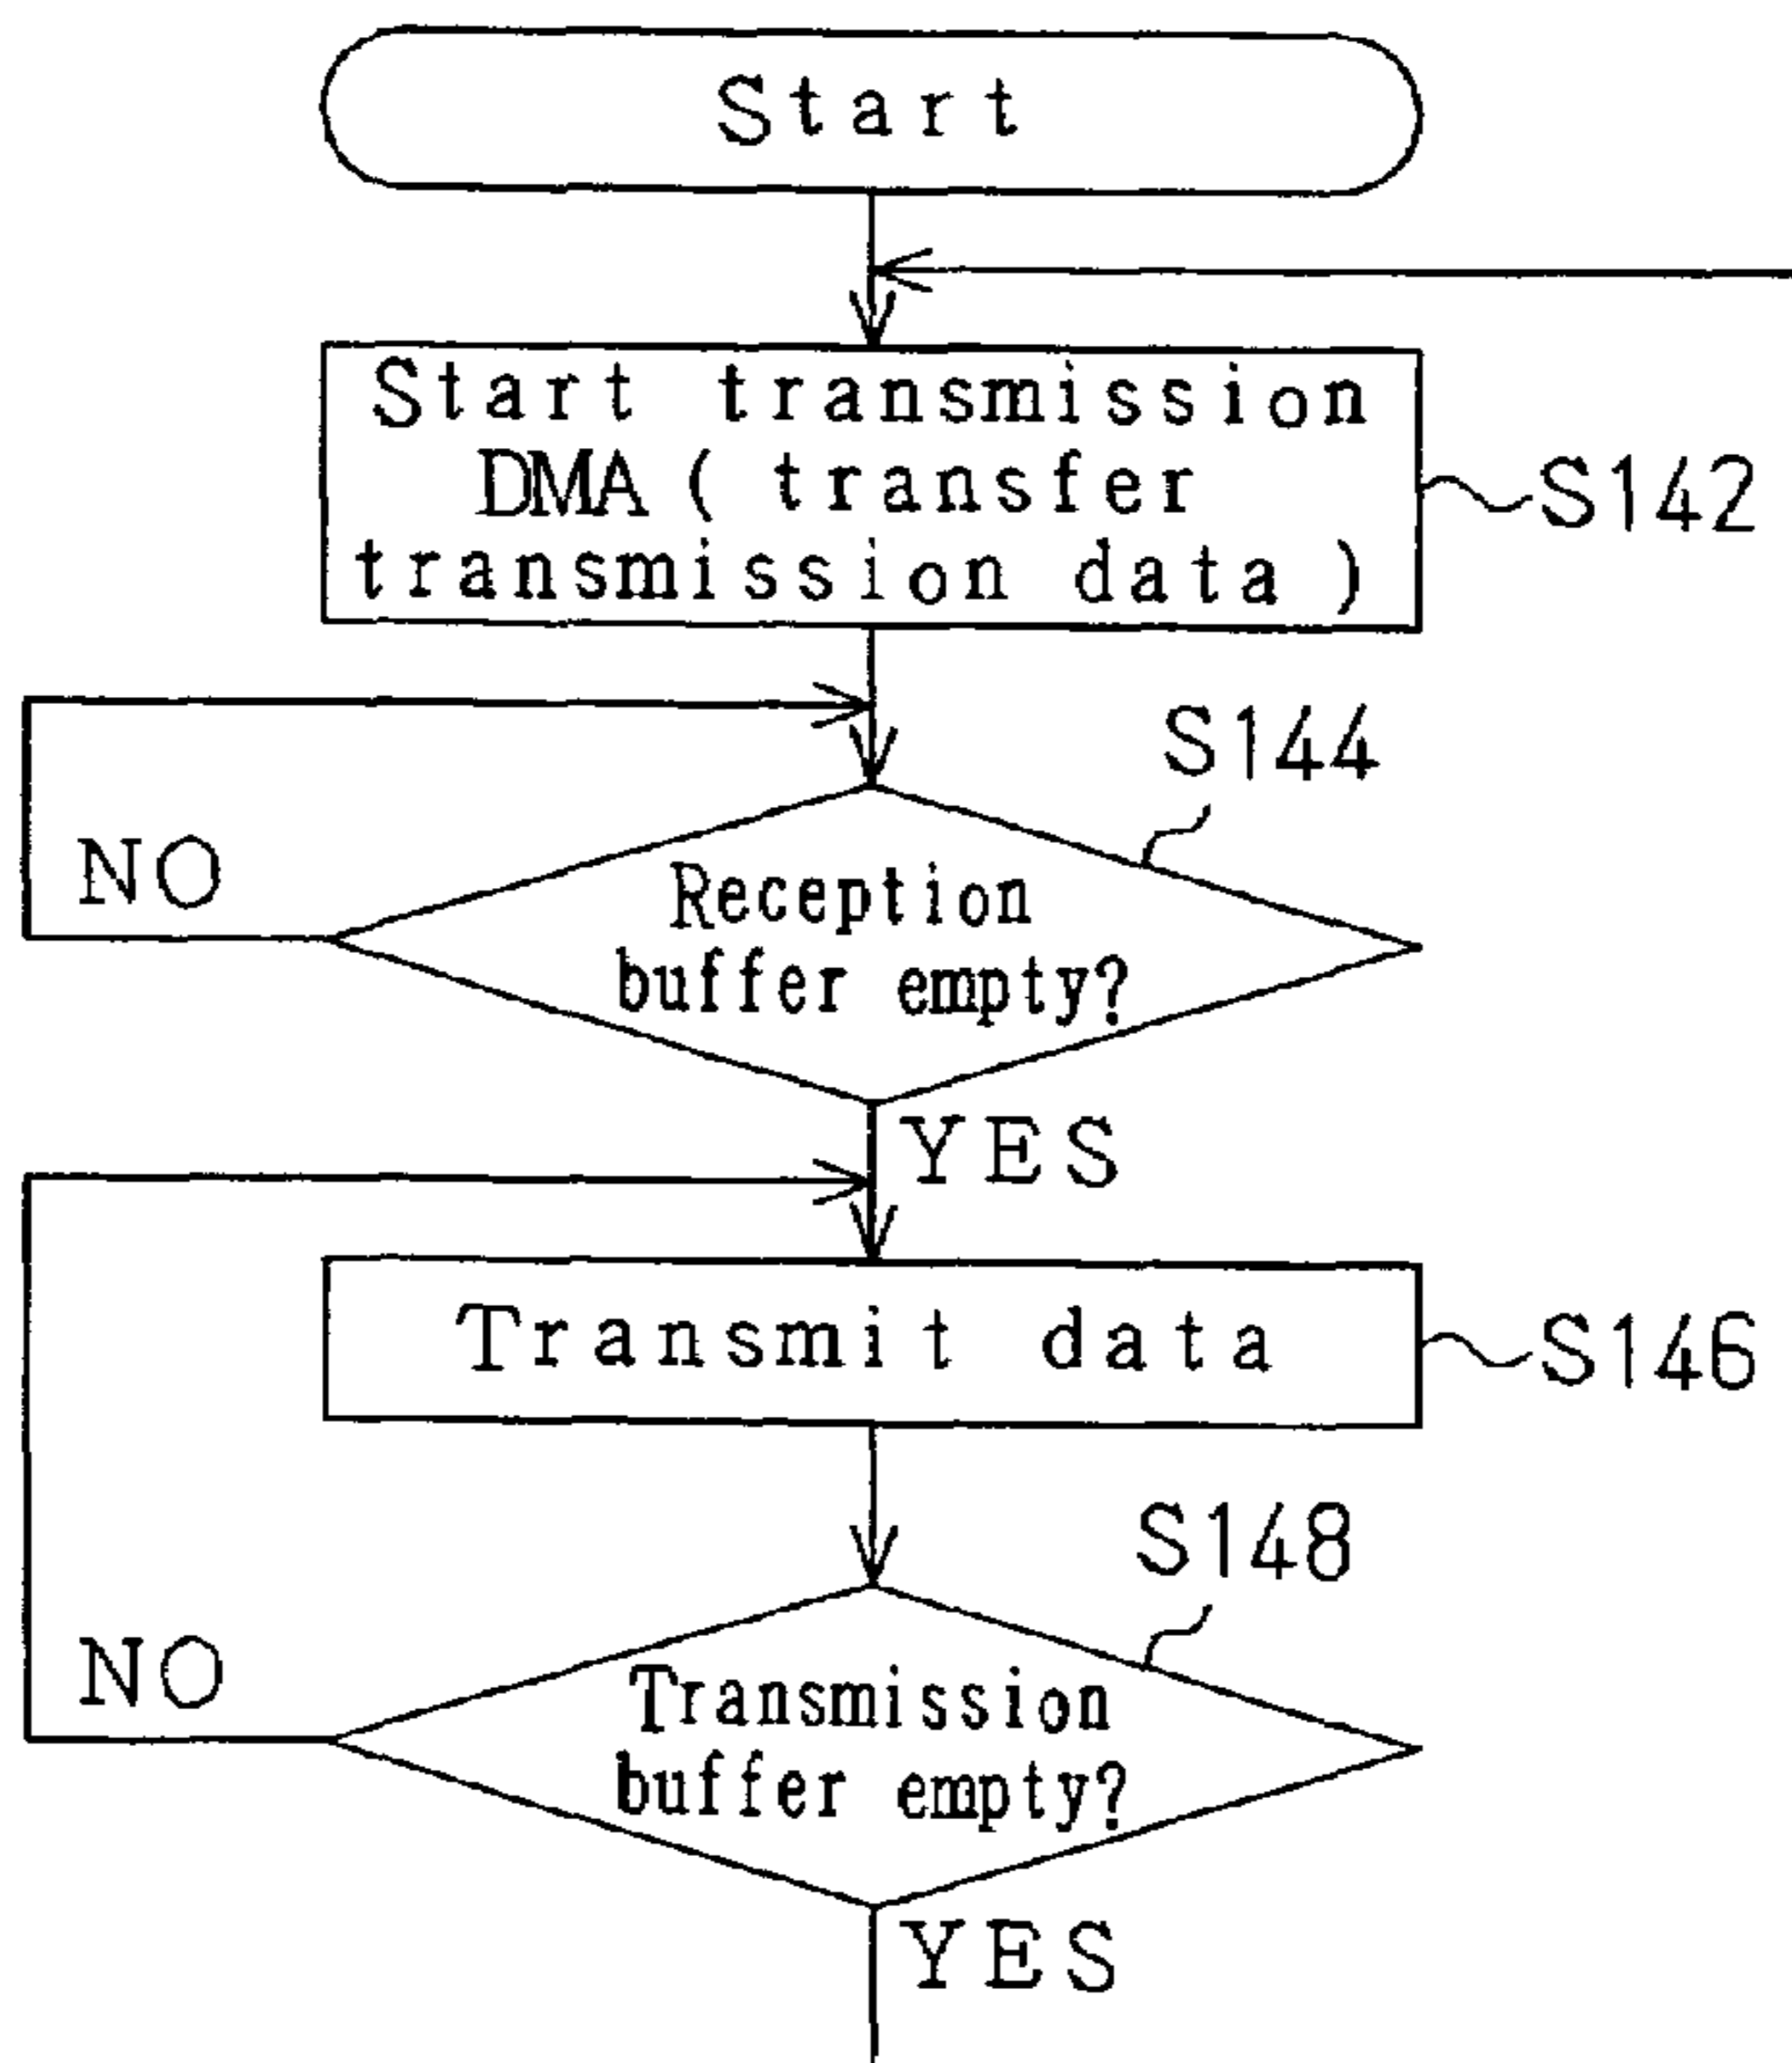 Start
Start transmission
DMA ( transfer
transmission data )
S142
S144
NO
Reception
buffer empty?
YES
Transmit data
S146
S148
NO
Transmission
buffer empty?
YES